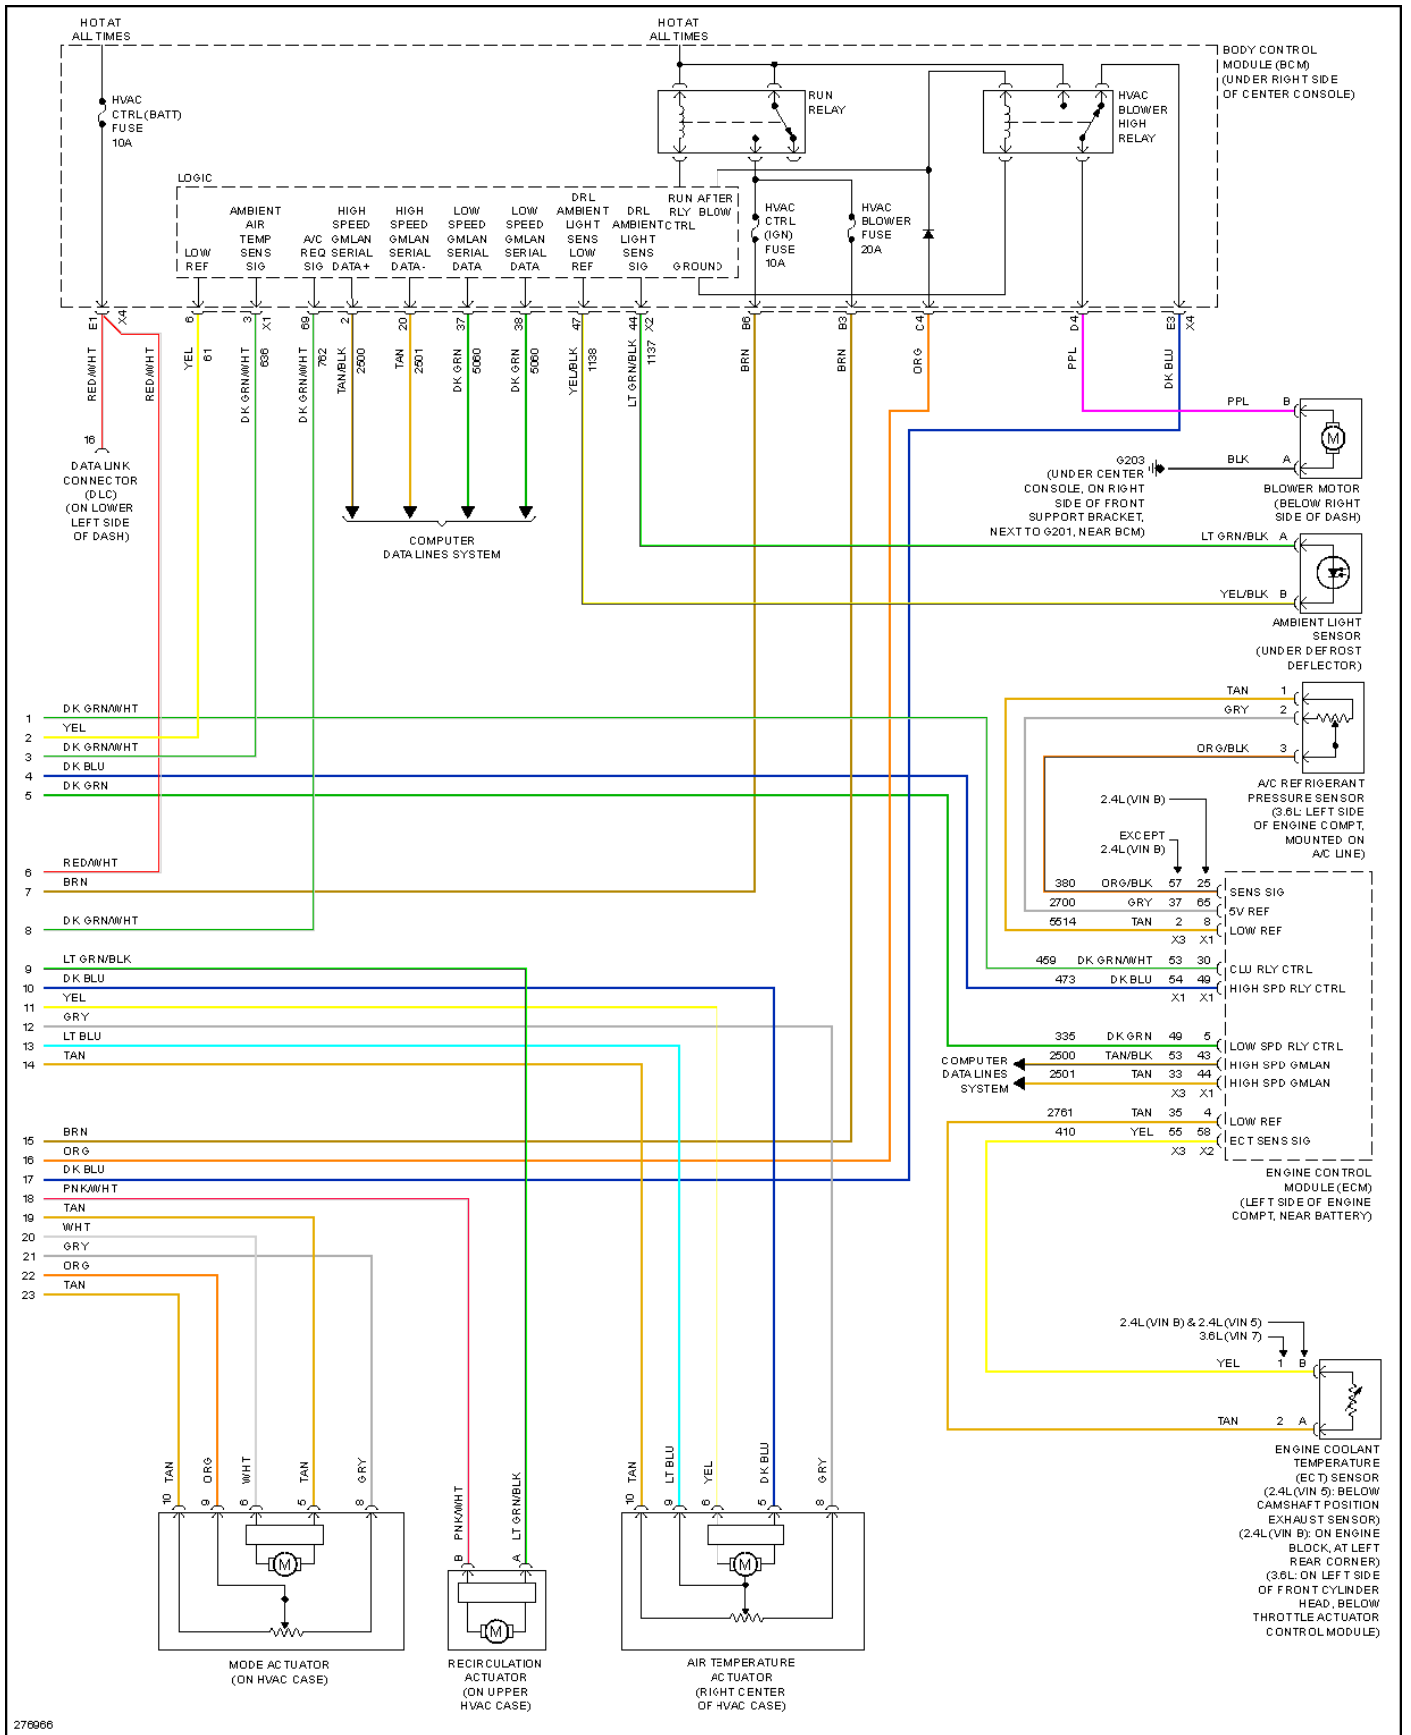 HOT AT
ALL TIMES
HOT AT
ALL TIMES
BODY CONTROL
MODULE (BCM)
(UNDER RIGHT SIDE
OF CENTER CONSOLE)
HVAC
CTRL(BATT)
FUSE
10A
RUN
RELAY
HVAC
BLOWER
HIGH
RELAY
LOGIC
LOW
REF
AMBIENT
AIR
TEMP
SENS
SIG
A/C
REQ
SIG
HIGH
SPEED
GMLAN
SERIAL
DATA+
HIGH
SPEED
GMLAN
SERIAL
DATA-
LOW
SPEED
GMLAN
SERIAL
DATA
LOW
SPEED
GMLAN
SERIAL
DATA
DRL
AMBIENT
LIGHT
SENS
LOW
REF
DRL
AMBIENT
LIGHT
SENS
SIG
RUN
RLY
CTRL
AFTER
BLOW
GROUND
HVAC
CTRL
(IGN)
FUSE
10A
HVAC
BLOWER
FUSE
20A
E1
X4
6
3
X1
69
2
20
37
38
47
44
X2
B6
B3
C4
D4
E3
X4
RED/WHT
RED/WHT
YEL
61
DK GRN/WHT
636
DK GRN/WHT
762
TAN/BLK
2500
TAN
2501
DK GRN
5060
DK GRN
5060
YEL/BLK
1138
LT GRN/BLK
1137
BRN
BRN
ORG
PPL
DK BLU
16
DATA LINK
CONNECTOR
(DLC)
(ON LOWER
LEFT SIDE
OF DASH)
COMPUTER
DATA LINES SYSTEM
PPL B
BLK A
G203
(UNDER CENTER
CONSOLE, ON RIGHT
SIDE OF FRONT
SUPPORT BRACKET,
NEXT TO G201, NEAR BCM)
M
BLOWER MOTOR
(BELOW RIGHT
SIDE OF DASH)
LT GRN/BLK A
YEL/BLK B
AMBIENT LIGHT
SENSOR
(UNDER DEFROST
DEFLECTOR)
TAN 1
GRY 2
ORG/BLK 3
A/C REFRIGERANT
PRESSURE SENSOR
(3.6L: LEFT SIDE
OF ENGINE COMPT,
MOUNTED ON
A/C LINE)
2.4L(VIN B)
EXCEPT
2.4L(VIN B)
1 DK GRN/WHT
2 YEL
3 DK GRN/WHT
4 DK BLU
5 DK GRN
6 RED/WHT
7 BRN
8 DK GRN/WHT
9 LT GRN/BLK
10 DK BLU
11 YEL
12 GRY
13 LT BLU
14 TAN
15 BRN
16 ORG
17 DK BLU
18 PNK/WHT
19 TAN
20 WHT
21 GRY
22 ORG
23 TAN
380 ORG/BLK 57 25 SENS SIG
2700 GRY 37 65 5V REF
5514 TAN 2 8 LOW REF
X3 X1
459 DK GRN/WHT 53 30 CLU RLY CTRL
473 DK BLU 54 49 HIGH SPD RLY CTRL
X1 X1
335 DK GRN 49 5 LOW SPD RLY CTRL
2500 TAN/BLK 53 43 HIGH SPD GMLAN
2501 TAN 33 44 HIGH SPD GMLAN
X3 X1
COMPUTER
DATA LINES
SYSTEM
2761 TAN 35 4 LOW REF
410 YEL 55 58 ECT SENS SIG
X3 X2
ENGINE CONTROL
MODULE (ECM)
(LEFT SIDE OF ENGINE
COMPT, NEAR BATTERY)
2.4L(VIN B) & 2.4L(VIN 5)
3.6L(VIN 7)
YEL 1 B
TAN 2 A
ENGINE COOLANT
TEMPERATURE
(ECT) SENSOR
(2.4L(VIN 5): BELOW
CAMSHAFT POSITION
EXHAUST SENSOR)
(2.4L(VIN B): ON ENGINE
BLOCK, AT LEFT
REAR CORNER)
(3.6L: ON LEFT SIDE
OF FRONT CYLINDER
HEAD, BELOW
THROTTLE ACTUATOR
CONTROL MODULE)
10 TAN
9 ORG
6 WHT
5 TAN
8 GRY
M
MODE ACTUATOR
(ON HVAC CASE)
B PNK/WHT
A LT GRN/BLK
M
RECIRCULATION
ACTUATOR
(ON UPPER
HVAC CASE)
10 TAN
9 LT BLU
6 YEL
5 DK BLU
8 GRY
M
AIR TEMPERATURE
ACTUATOR
(RIGHT CENTER
OF HVAC CASE)
276966